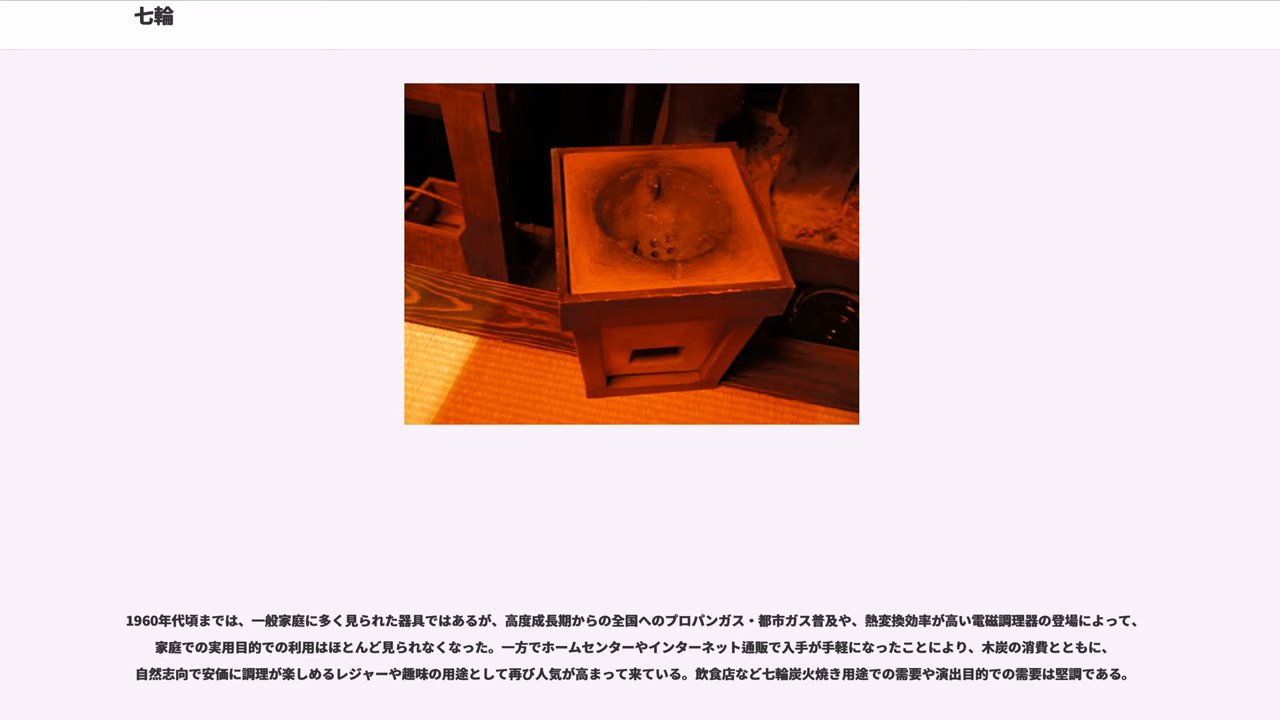 七輪
1960年代頃までは、一般家庭に多く見られた器具ではあるが、高度成長期からの全国へのプロパンガス・都市ガス普及や、熱変換効率が高い電磁調理器の登場によって、
家庭での実用目的での利用はほとんど見られなくなった。一方でホームセンターやインターネット通販で入手が手軽になったことにより、木炭の消費とともに、
自然志向で安価に調理が楽しめるレジャーや趣味の用途として再び人気が高まって来ている。飲食店など七輪炭火焼き用途での需要や演出目的での需要は堅調である。